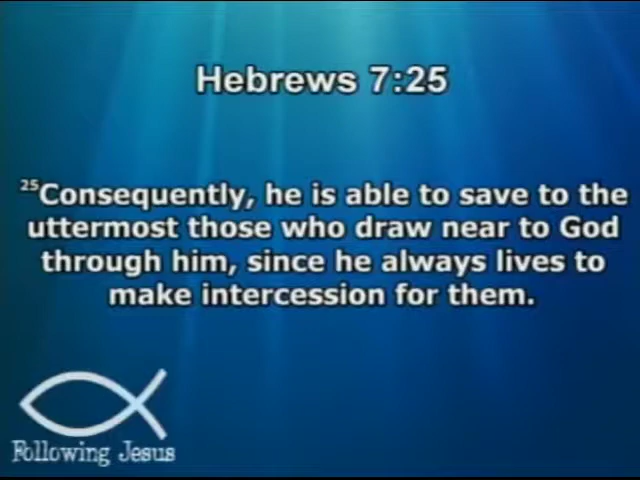 Hebrews 7:25
25Consequently, he is able to save to the
uttermost those who draw near to God
through him, since he always lives to
make intercession for them.
Following Jesus